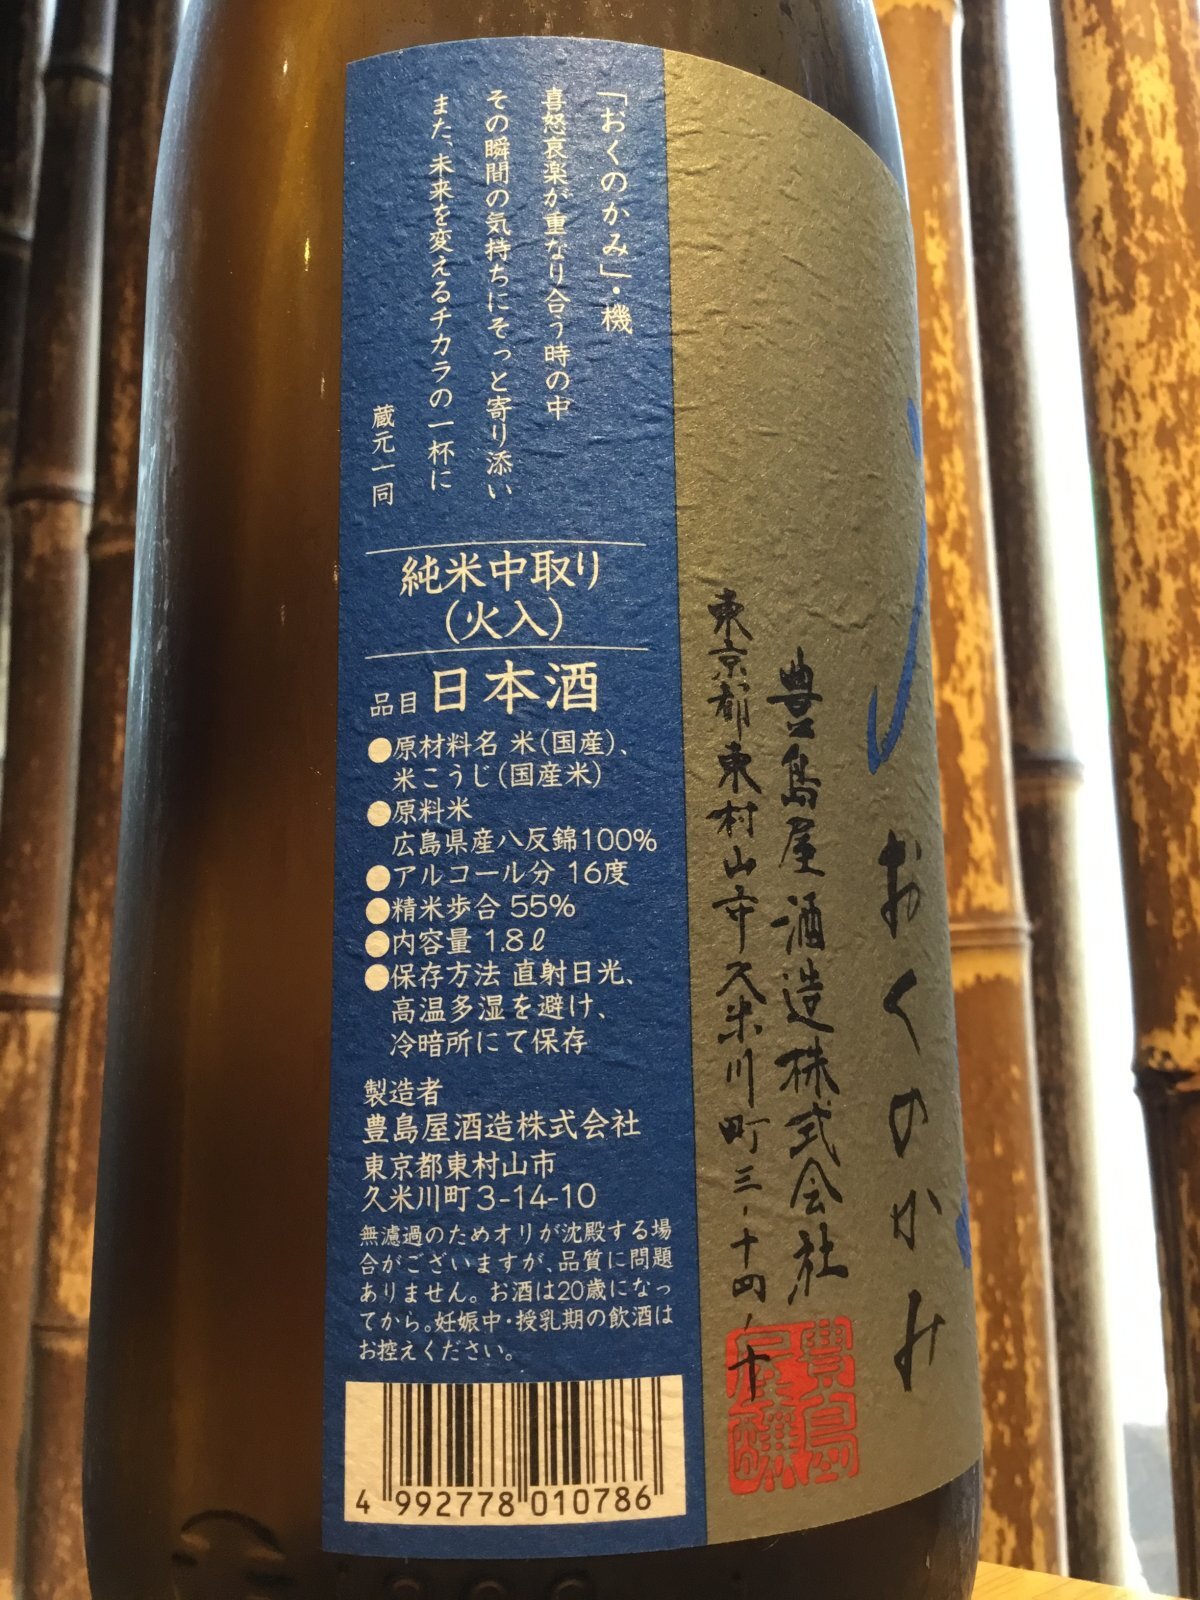 「おくのかみ」・機
喜怒哀楽が重なり合う時の中
その瞬間の気持ちにそっと寄り添い
また、未来を変えるチカラの一杯に
蔵元一同
純米中取り
(火入)
品目 日本酒
●原材料名 米(国産)、
米こうじ(国産米)
●原料米
広島県産八反錦100%
●アルコール分 16度
●精米歩合 55%
●内容量 1.8ℓ
●保存方法 直射日光、
高温多湿を避け、
冷暗所にて保存
製造者
豊島屋酒造株式会社
東京都東村山市
久米川町3-14-10
無濾過のためオリが沈殿する場
合がございますが、品質に問題
ありません。お酒は20歳になっ
てから。妊娠中・授乳期の飲酒は
お控えください。
4 992778 010786
おくのかみ
豊島屋酒造株式会社
東京都東村山市久米川町三・十四・十
豊島
屋醸